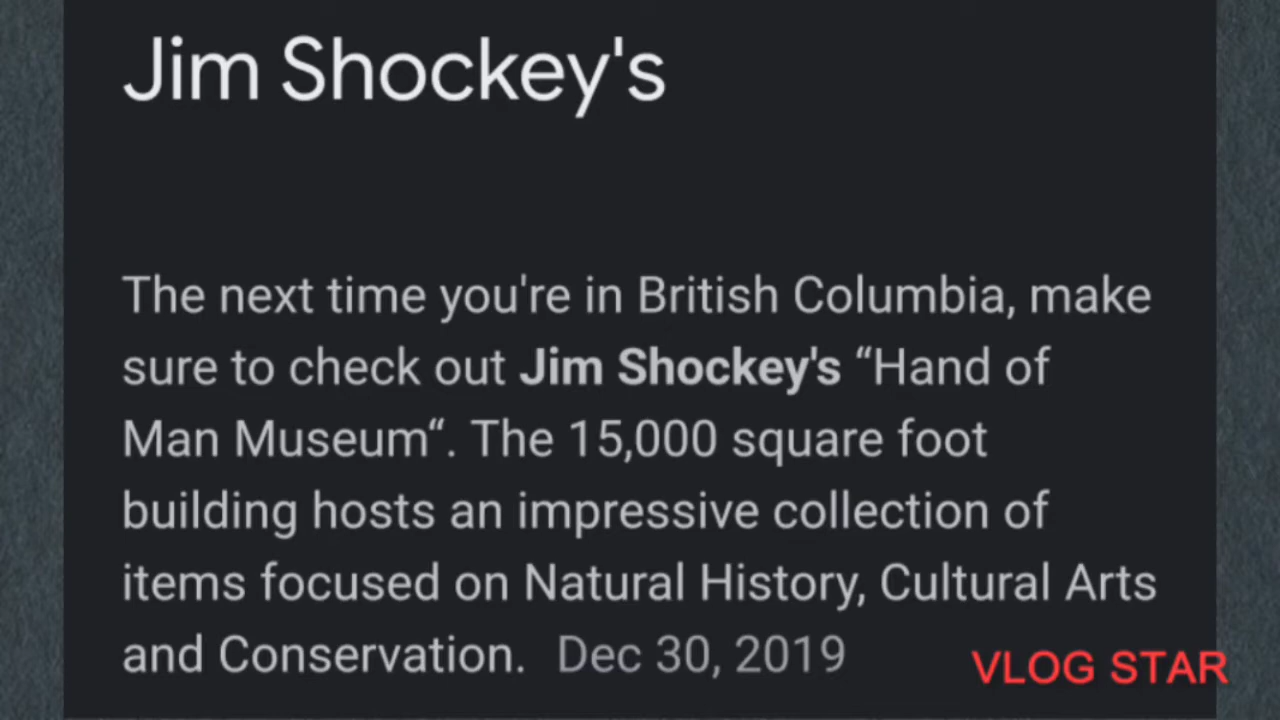 Jim Shockey's
The next time you're in British Columbia, make
sure to check out Jim Shockey's “Hand of
Man Museum“. The 15,000 square foot
building hosts an impressive collection of
items focused on Natural History, Cultural Arts
and Conservation. Dec 30, 2019
VLOG STAR